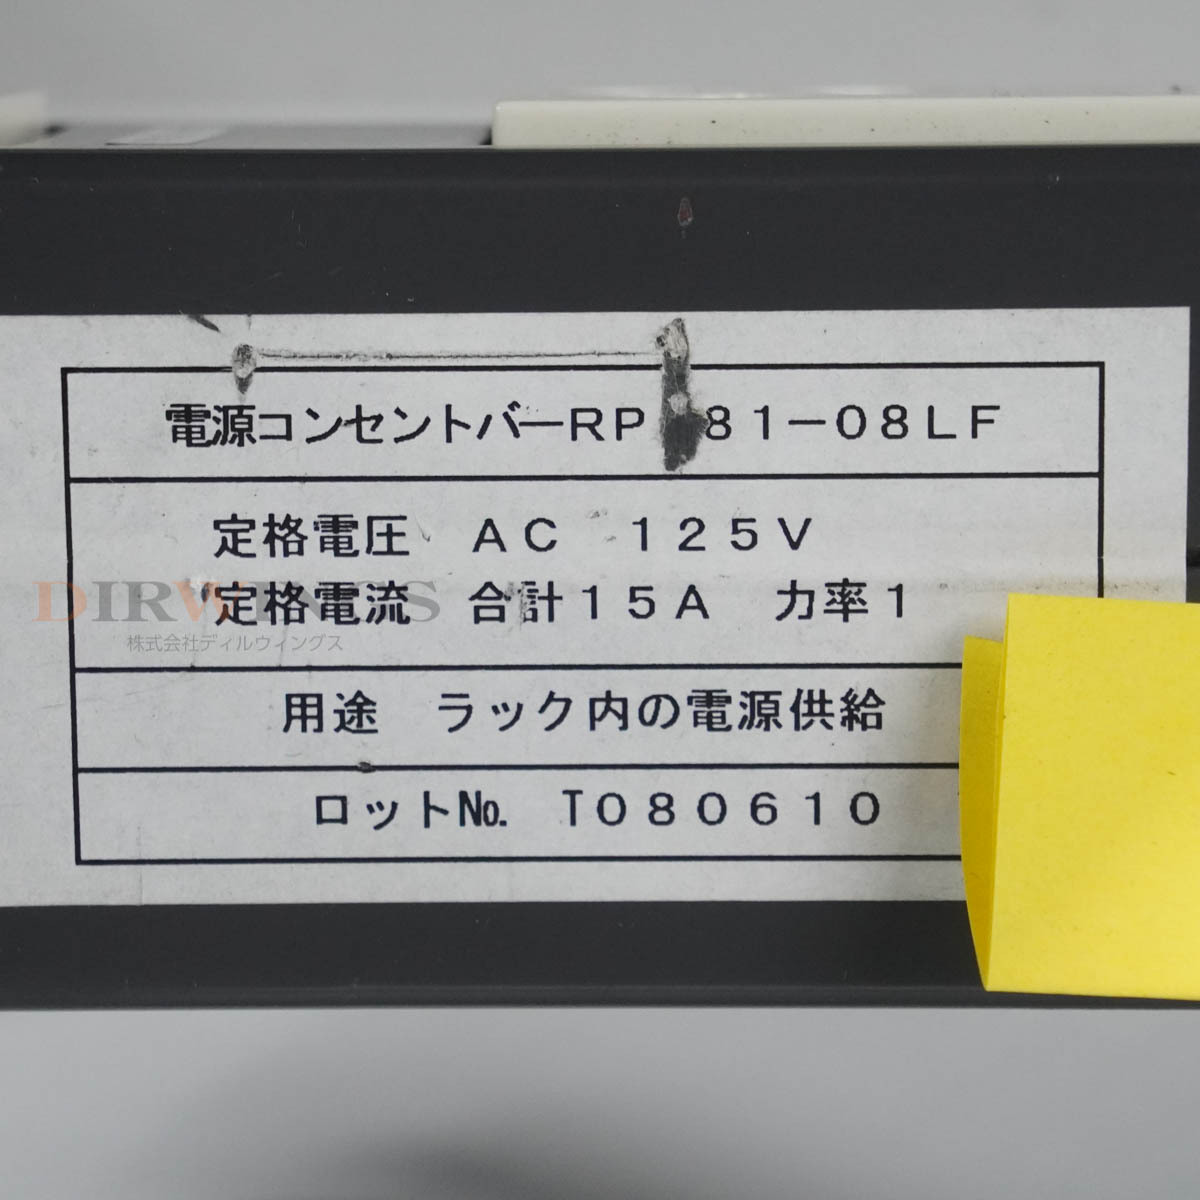 電源コンセントバーRP 81-08LF
定格電圧 AC 125V
定格電流 合計15A 力率1
DIRWINGS
株式会社ディルウィングス
用途 ラック内の電源供給
ロット№. T080610